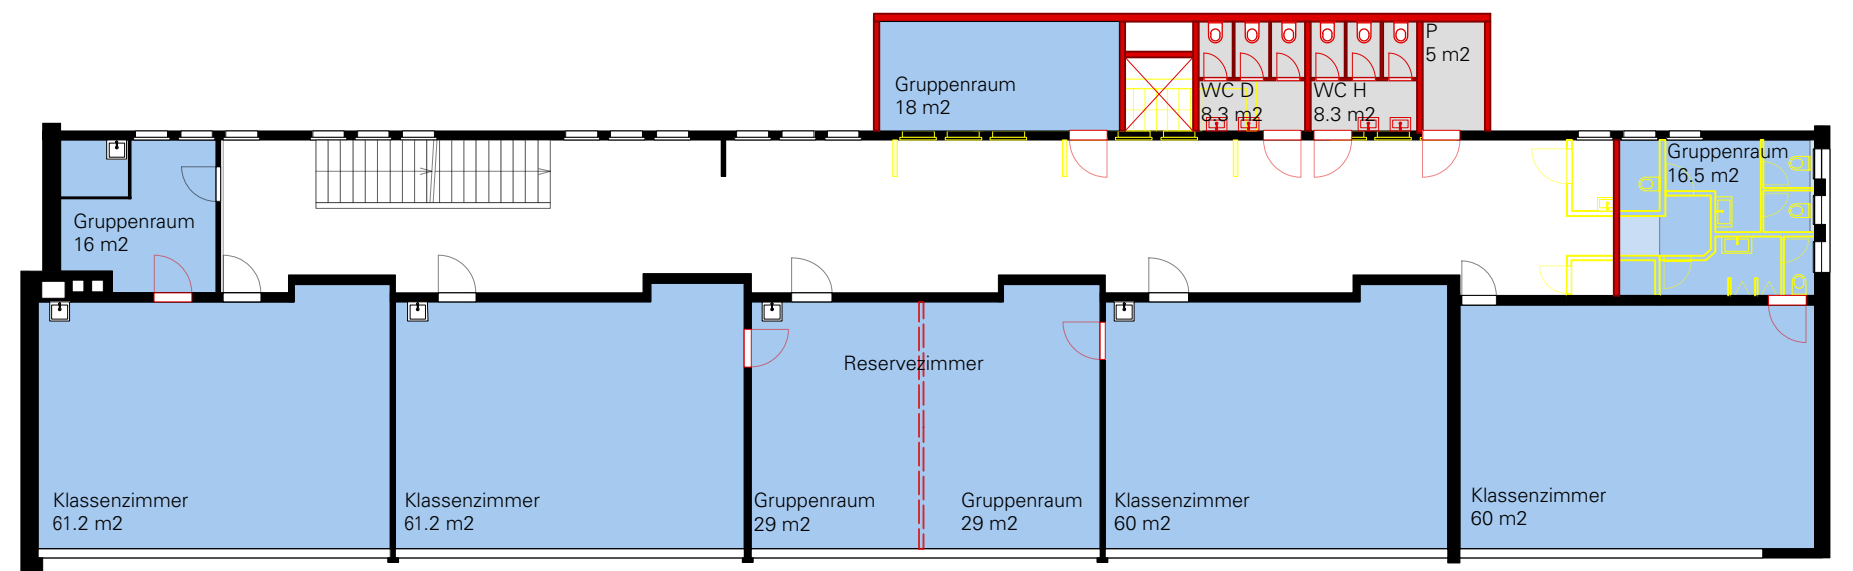 P
5 m2
Gruppenraum
18 m2
WC D
8.3 m2
WC H
8.3 m2
Gruppenraum
16.5 m2
Gruppenraum
16 m2
Reservezimmer
Klassenzimmer
61.2 m2
Klassenzimmer
61.2 m2
Gruppenraum
29 m2
Gruppenraum
29 m2
Klassenzimmer
60 m2
Klassenzimmer
60 m2